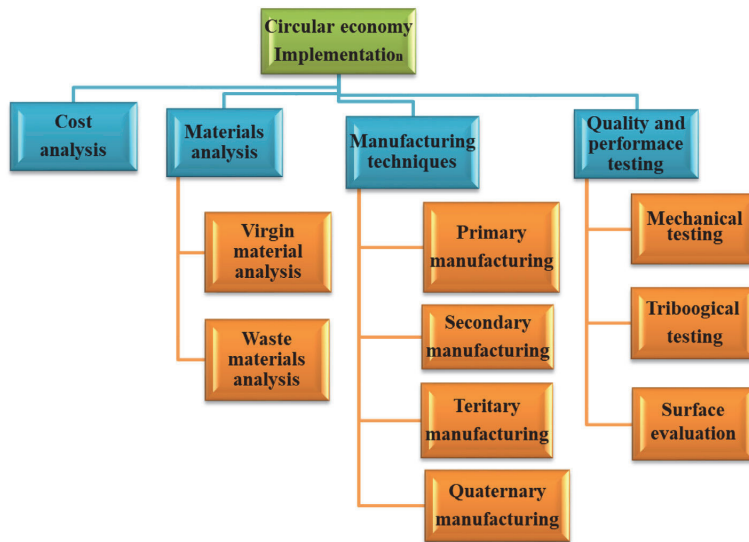 Circular economy
Implementation
Cost
analysis
Materials
analysis
Manufacturing
techniques
Quality and
performace
testing
Virgin
material
analysis
Waste
materials
analysis
Primary
manufacturing
Secondary
manufacturing
Teritary
manufacturing
Quaternary
manufacturing
Mechanical
testing
Triboogical
testing
Surface
evaluation